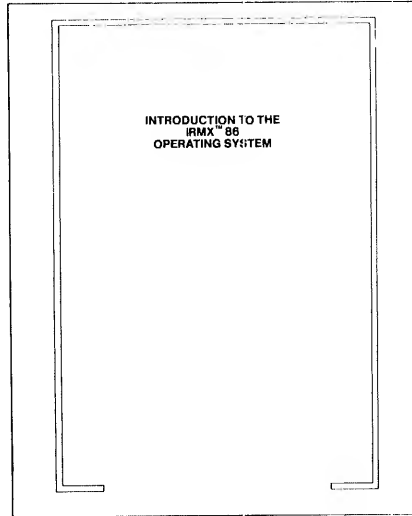 INTRODUCTION TO THE
iRMX™ 86
OPERATING SYSTEM